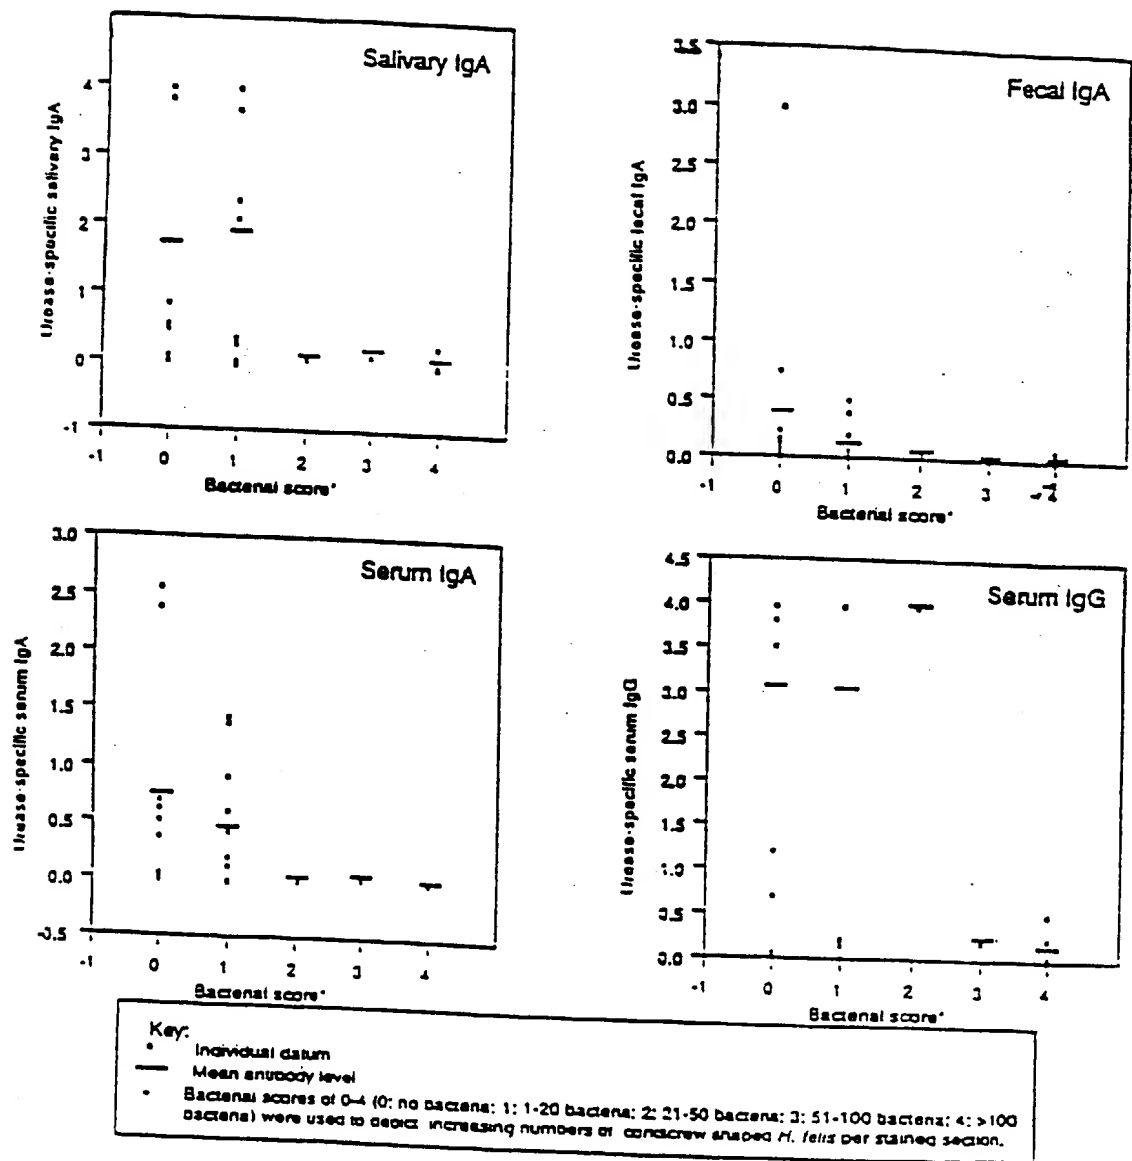 Salivary IgA
Urease-specific salivary IgA
4
3
2
1
0
-1
-1 0 1 2 3 4
Bacterial score*
Fecal IgA
Urease-specific fecal IgA
3.5
3.0
2.5
2.0
1.5
1.0
0.5
0.0
-1 0 1 2 3 4
Bacterial score*
Serum IgA
Urease-specific serum IgA
3.0
2.5
2.0
1.5
1.0
0.5
0.0
-0.5
-1 0 1 2 3 4
Bacterial score*
Serum IgG
Urease-specific serum IgG
4.5
4.0
3.5
3.0
2.5
2.0
1.5
1.0
0.5
0.0
-1 0 1 2 3 4
Bacterial score*
Key:
• Individual datum
— Mean antibody level
* Bacterial scores of 0-4 (0: no bacteria; 1: 1-20 bacteria; 2: 21-50 bacteria; 3: 51-100 bacteria; 4: >100
bacteria) were used to depict increasing numbers of corkscrew shaped H. felis per stained section.